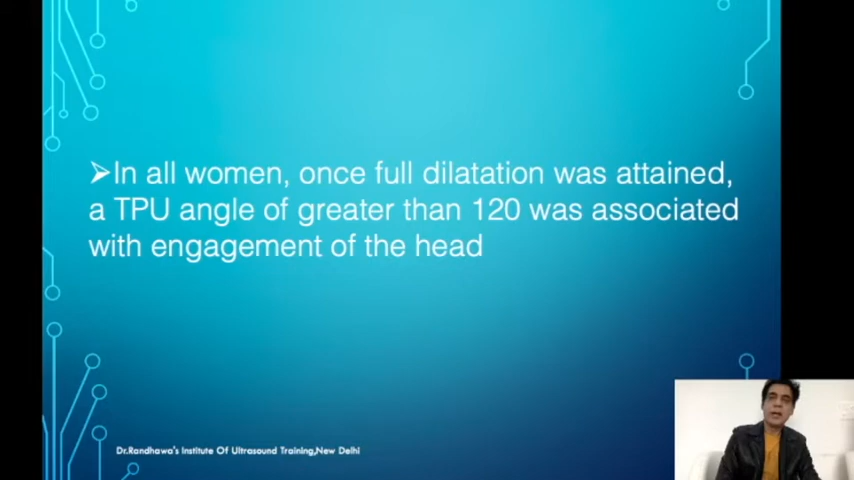 ➢In all women, once full dilatation was attained,
a TPU angle of greater than 120 was associated
with engagement of the head
Dr.Randhawa's Institute Of Ultrasound Training,New Delhi